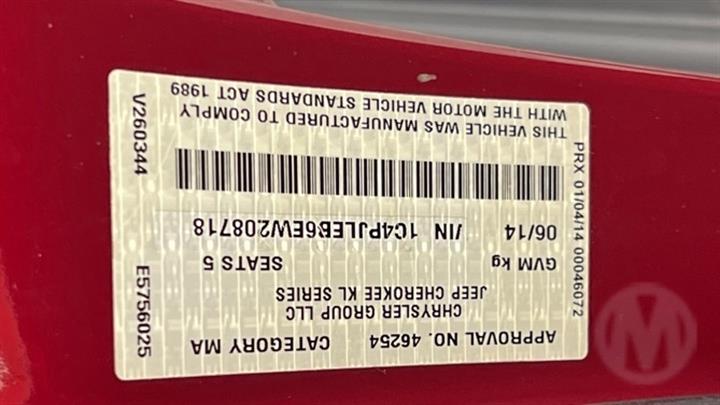 APPROVAL NO. 46254 CATEGORY MA
CHRYSLER GROUP LLC
JEEP CHEROKEE KL SERIES
GVM kg SEATS 5
06/14 VIN 1C4PJLEB6EW208718
THIS VEHICLE WAS MANUFACTURED TO COMPLY
WITH THE MOTOR VEHICLE STANDARDS ACT 1989
PRX 01/04/14 00046072
V260344 E5756025
M